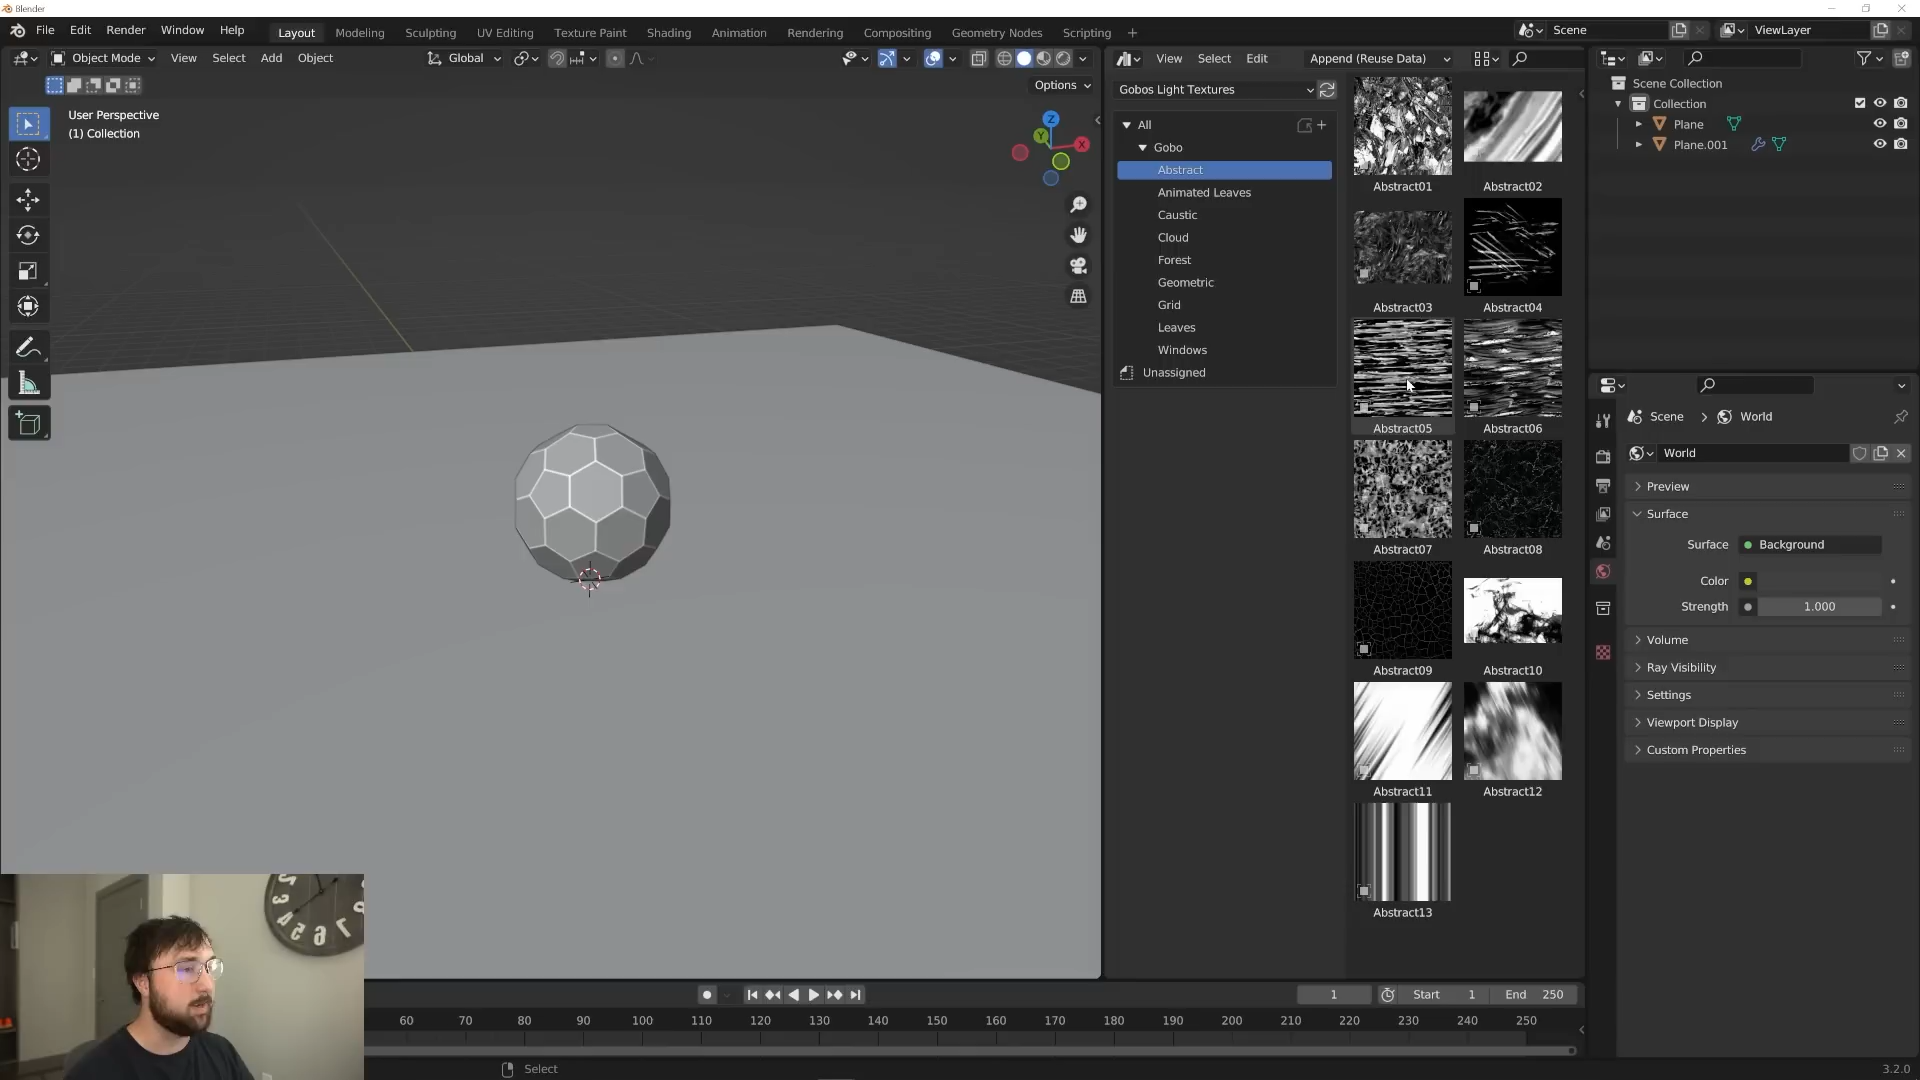 Blender
File Edit Render Window Help Layout Modeling Sculpting UV Editing Texture Paint Shading Animation Rendering Compositing Geometry Nodes Scripting + Scene ViewLayer
Object Mode View Select Add Object Global View Select Edit Append (Reuse Data)
Options
Gobos Light Textures
User Perspective
(1) Collection
Z
Y
X
All
Gobo
Abstract
Animated Leaves
Caustic
Cloud
Forest
Geometric
Grid
Leaves
Windows
Unassigned
Abstract01 Abstract02
Abstract03 Abstract04
Abstract05 Abstract06
Abstract07 Abstract08
Abstract09 Abstract10
Abstract11 Abstract12
Abstract13
Scene Collection
Collection
Plane
Plane.001
Scene > World
World
Preview
Surface
Surface Background
Color
Strength 1.000
Volume
Ray Visibility
Settings
Viewport Display
Custom Properties
1 Start 1 End 250
60 70 80 90 100 110 120 130 140 150 160 170 180 190 200 210 220 230 240 250
Select
3.2.0